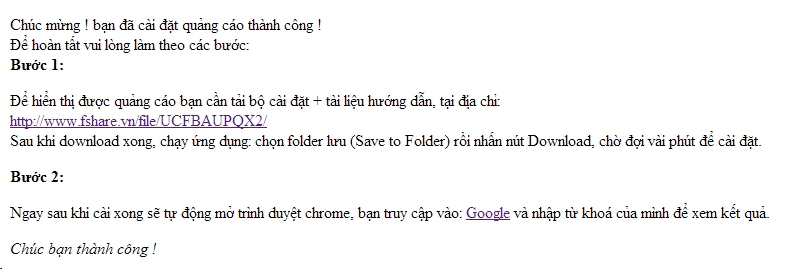 Chúc mừng ! bạn đã cài đặt quảng cáo thành công !
Để hoàn tất vui lòng làm theo các bước:
Bước 1:
Để hiển thị được quảng cáo bạn cần tải bộ cài đặt + tài liệu hướng dẫn, tại địa chỉ:
http://www.fshare.vn/file/UCFBAUPQX2/
Sau khi download xong, chạy ứng dụng: chọn folder lưu (Save to Folder) rồi nhấn nút Download, chờ đợi vài phút để cài đặt.
Bước 2:
Ngay sau khi cài xong sẽ tự động mở trình duyệt chrome, bạn truy cập vào: Google và nhập từ khoá của mình để xem kết quả.
Chúc bạn thành công !